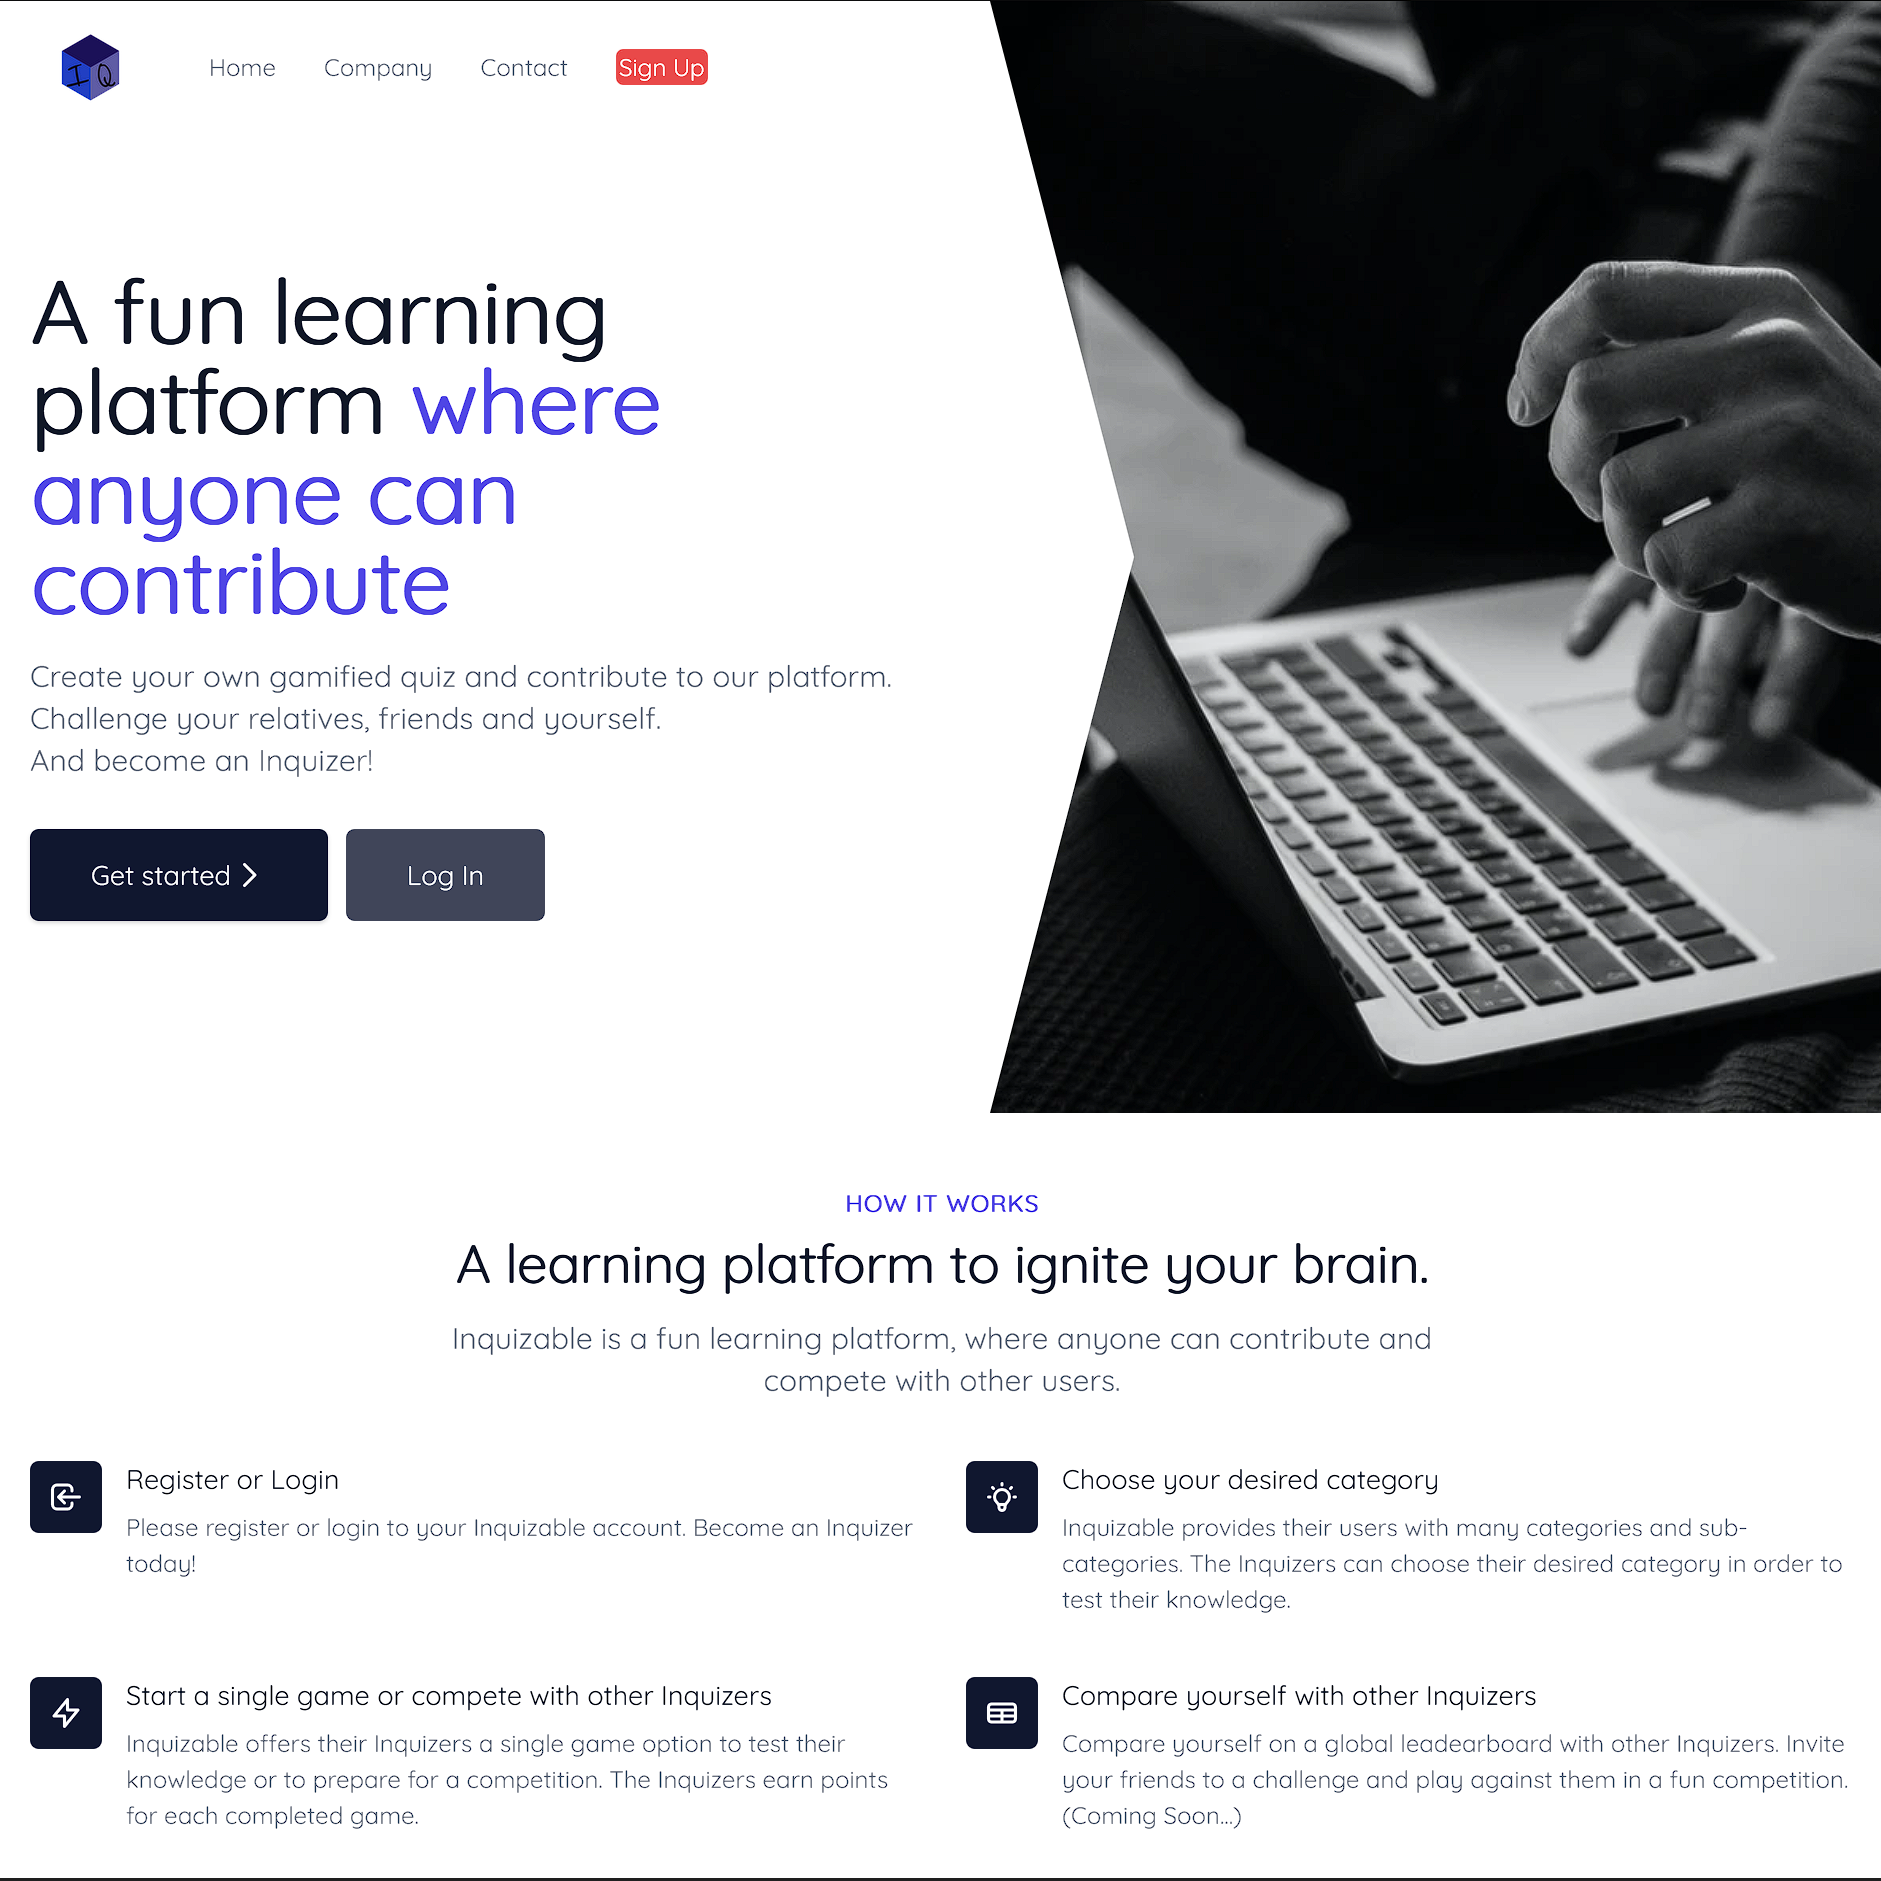 I Q
Home Company Contact Sign Up
A fun learning
platform where
anyone can
contribute
Create your own gamified quiz and contribute to our platform.
Challenge your relatives, friends and yourself.
And become an Inquizer!
Get started Log In
HOW IT WORKS
A learning platform to ignite your brain.
Inquizable is a fun learning platform, where anyone can contribute and
compete with other users.
Register or Login
Please register or login to your Inquizable account. Become an Inquizer
today!
Choose your desired category
Inquizable provides their users with many categories and sub-
categories. The Inquizers can choose their desired category in order to
test their knowledge.
Start a single game or compete with other Inquizers
Inquizable offers their Inquizers a single game option to test their
knowledge or to prepare for a competition. The Inquizers earn points
for each completed game.
Compare yourself with other Inquizers
Compare yourself on a global leadearboard with other Inquizers. Invite
your friends to a challenge and play against them in a fun competition.
(Coming Soon...)